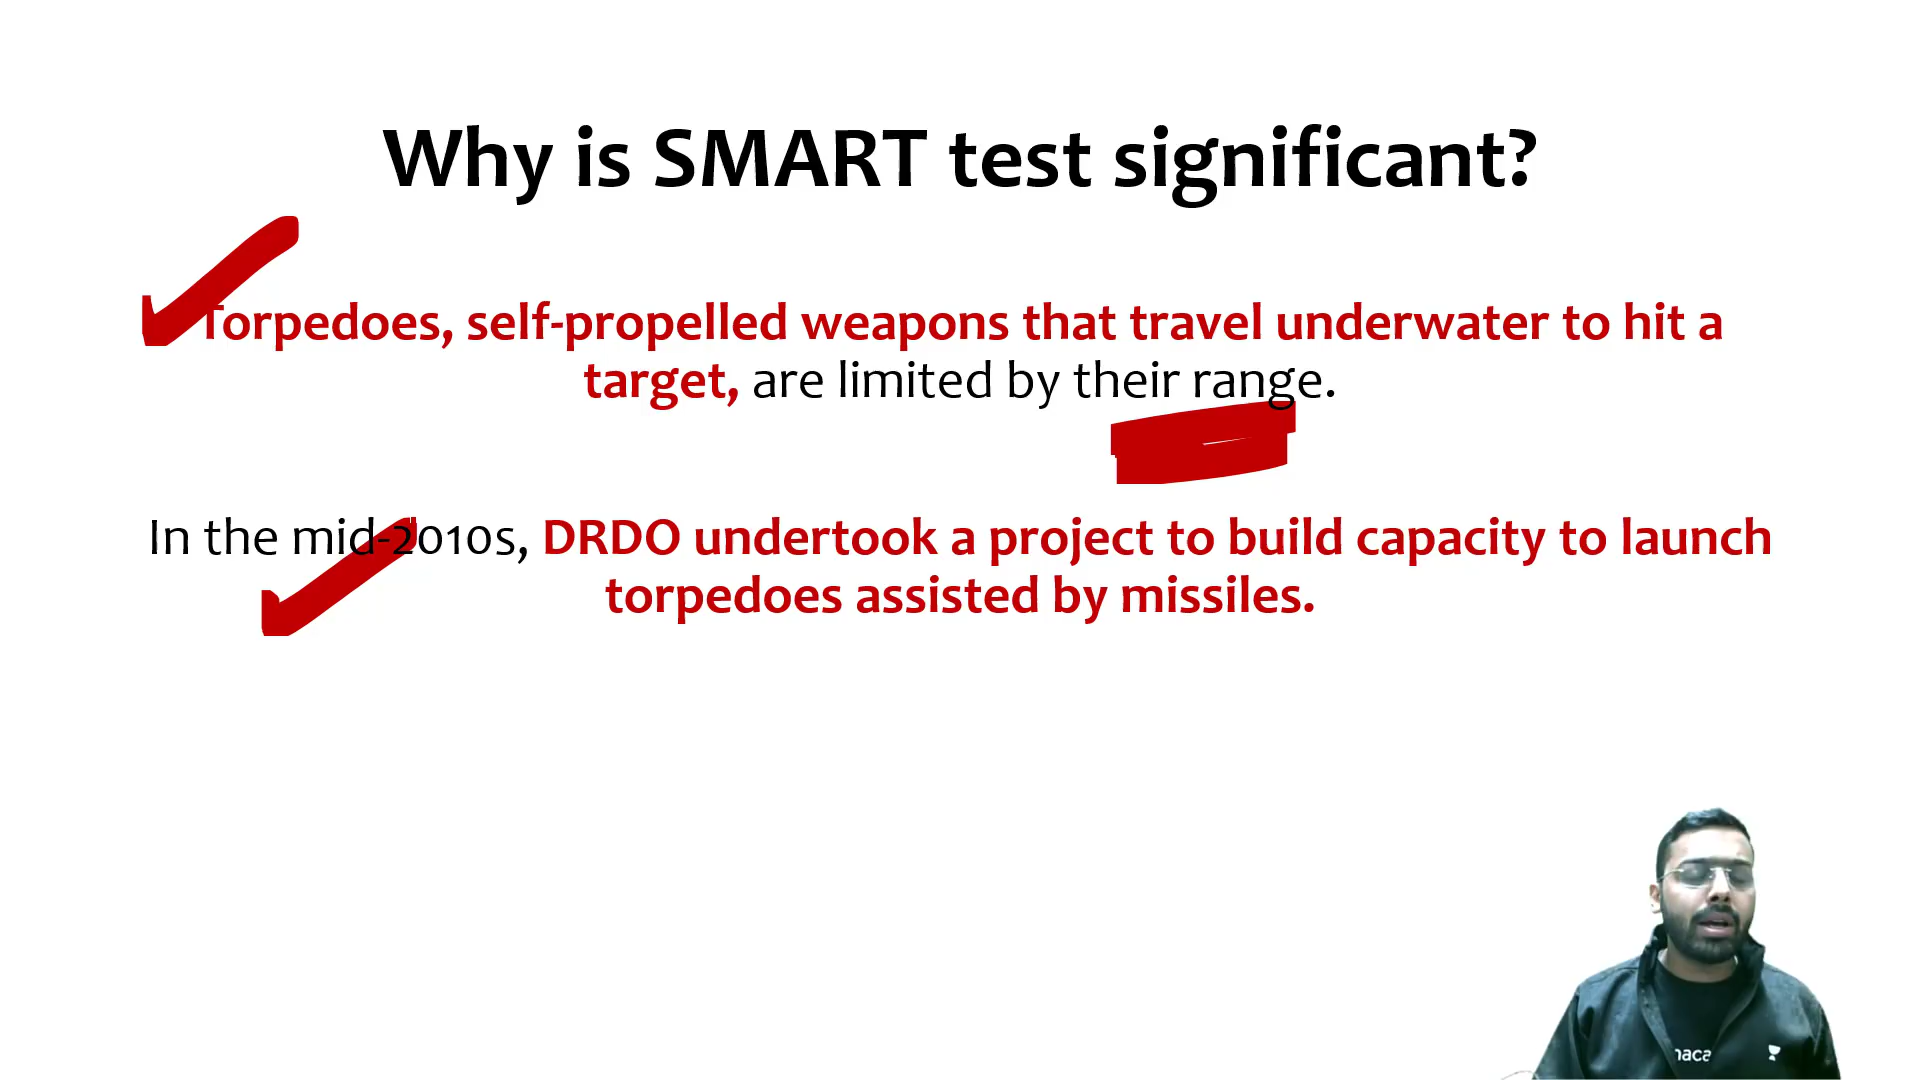 Why is SMART test significant?
Torpedoes, self-propelled weapons that travel underwater to hit a
target, are limited by their range.
In the mid-2010s, DRDO undertook a project to build capacity to launch
torpedoes assisted by missiles.